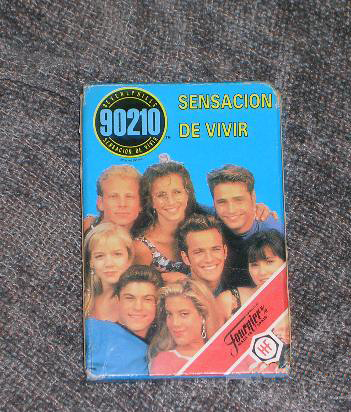 BEVERLY HILLS
90210
SENSACION DE VIVIR
SENSACION
DE VIVIR
Fournier